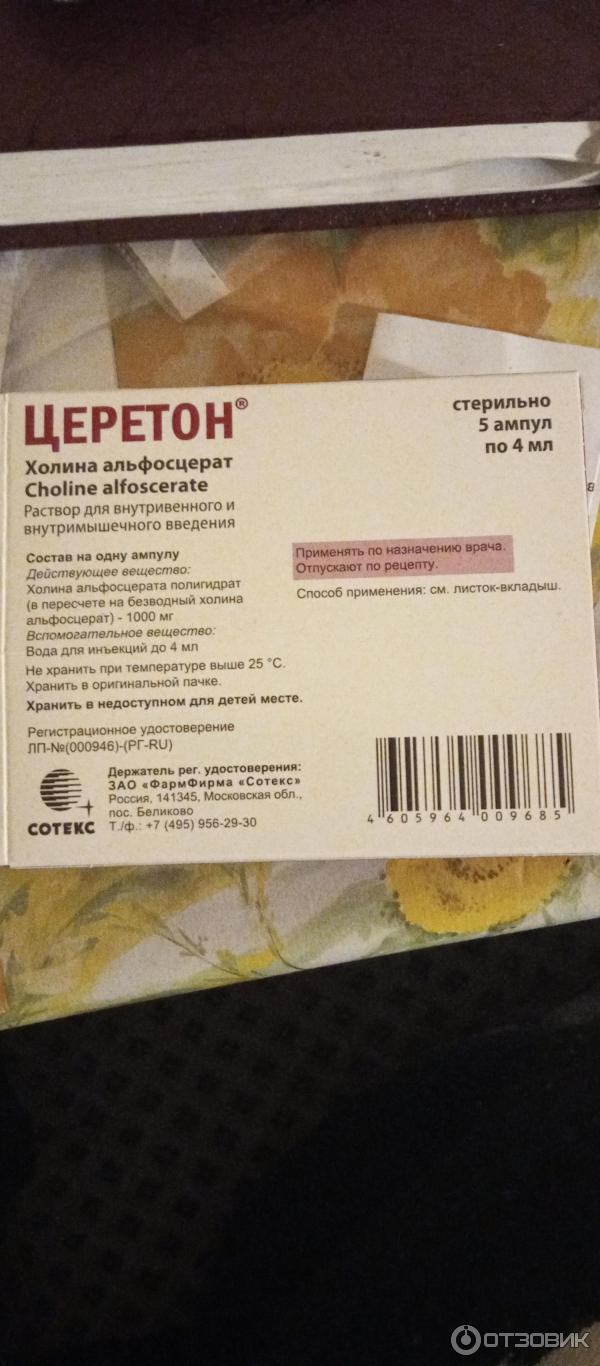 ЦЕРЕТОН®
Холина альфосцерат
Choline alfoscerate
Раствор для внутривенного и
внутримышечного введения
стерильно
5 ампул
по 4 мл
Состав на одну ампулу
Действующее вещество:
Холина альфосцерата полигидрат
(в пересчете на безводный холина
альфосцерат) - 1000 мг
Вспомогательное вещество:
Вода для инъекций до 4 мл
Не хранить при температуре выше 25 °С.
Хранить в оригинальной пачке.
Хранить в недоступном для детей месте.
Применять по назначению врача.
Отпускают по рецепту.
Способ применения: см. листок-вкладыш.
Регистрационное удостоверение
ЛП-№(000946)-(РГ-RU)
СОТЕКС
Держатель рег. удостоверения:
ЗАО «ФармФирма «Сотекс»
Россия, 141345, Московская обл.,
пос. Беликово
Т./ф.: +7 (495) 956-29-30
4 605964 009685
ОТЗОВИК